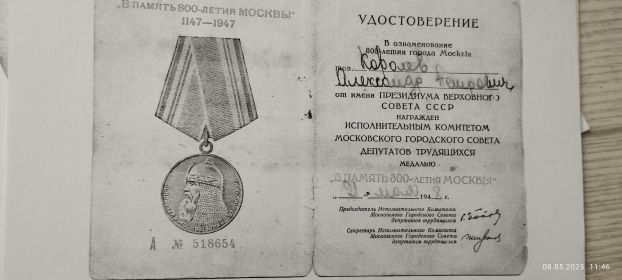 "В ПАМЯТЬ 800-ЛЕТИЯ МОСКВЫ"
1147—1947
А № 518654
УДОСТОВЕРЕНИЕ
В ознаменование
800-летия города Москвы
тов. Королев
Александр
от имени ПРЕЗИДИУМА ВЕРХОВНОГО
СОВЕТА СССР
НАГРАЖДЕН
ИСПОЛНИТЕЛЬНЫМ КОМИТЕТОМ
МОСКОВСКОГО ГОРОДСКОГО СОВЕТА
ДЕПУТАТОВ ТРУДЯЩИХСЯ
МЕДАЛЬЮ
"В ПАМЯТЬ 800-ЛЕТИЯ МОСКВЫ"
мая 1948 г.
Председатель Исполнительного Комитета
Московского Городского Совета
депутатов трудящихся
Секретарь Исполнительного Комитета
Московского Городского Совета
депутатов трудящихся
08.05.2025 11:46